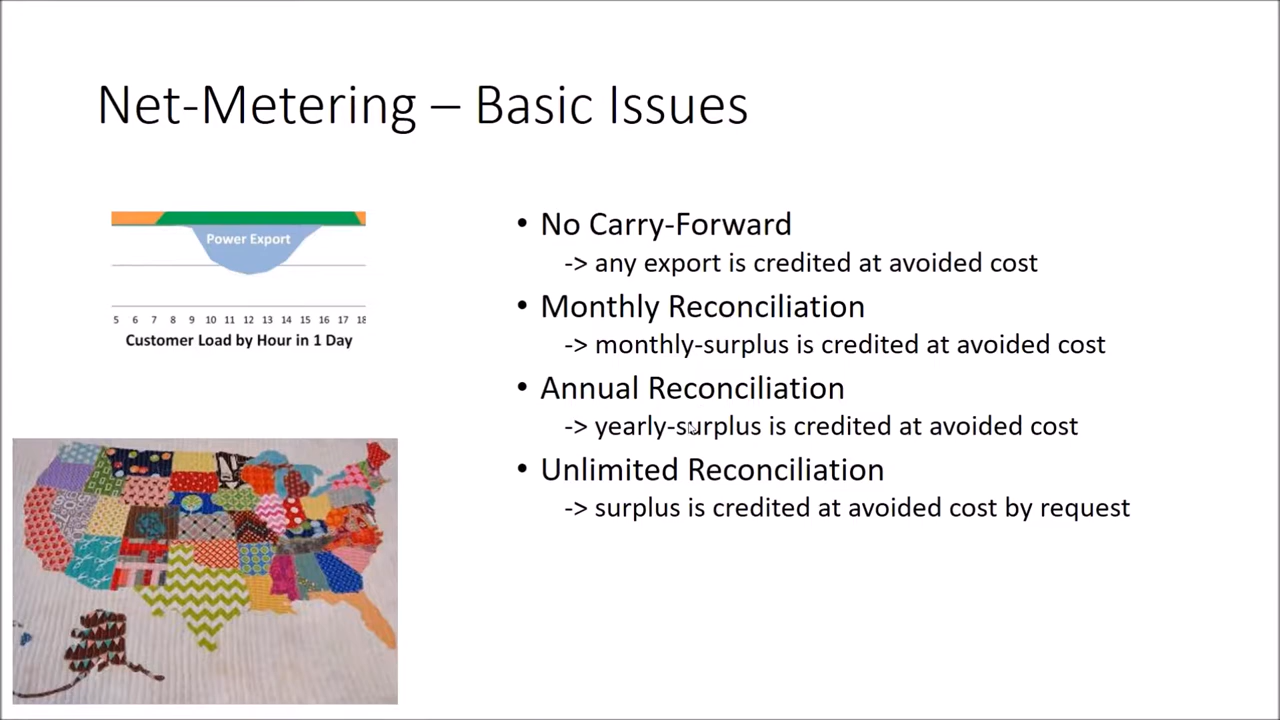 Net-Metering – Basic Issues
Power Export
5 6 7 8 9 10 11 12 13 14 15 16 17 18
Customer Load by Hour in 1 Day
• No Carry-Forward
-> any export is credited at avoided cost
• Monthly Reconciliation
-> monthly-surplus is credited at avoided cost
• Annual Reconciliation
-> yearly-surplus is credited at avoided cost
• Unlimited Reconciliation
-> surplus is credited at avoided cost by request